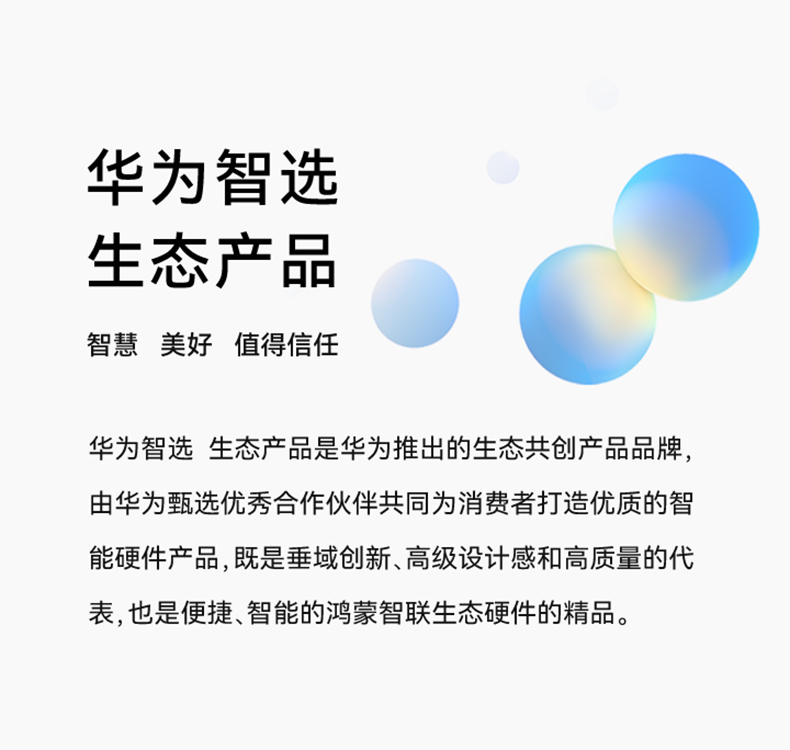 华为智选
生态产品
智慧 美好 值得信任
华为智选 生态产品是华为推出的生态共创产品品牌，
由华为甄选优秀合作伙伴共同为消费者打造优质的智
能硬件产品，既是垂域创新、高级设计感和高质量的代
表，也是便捷、智能的鸿蒙智联生态硬件的精品。